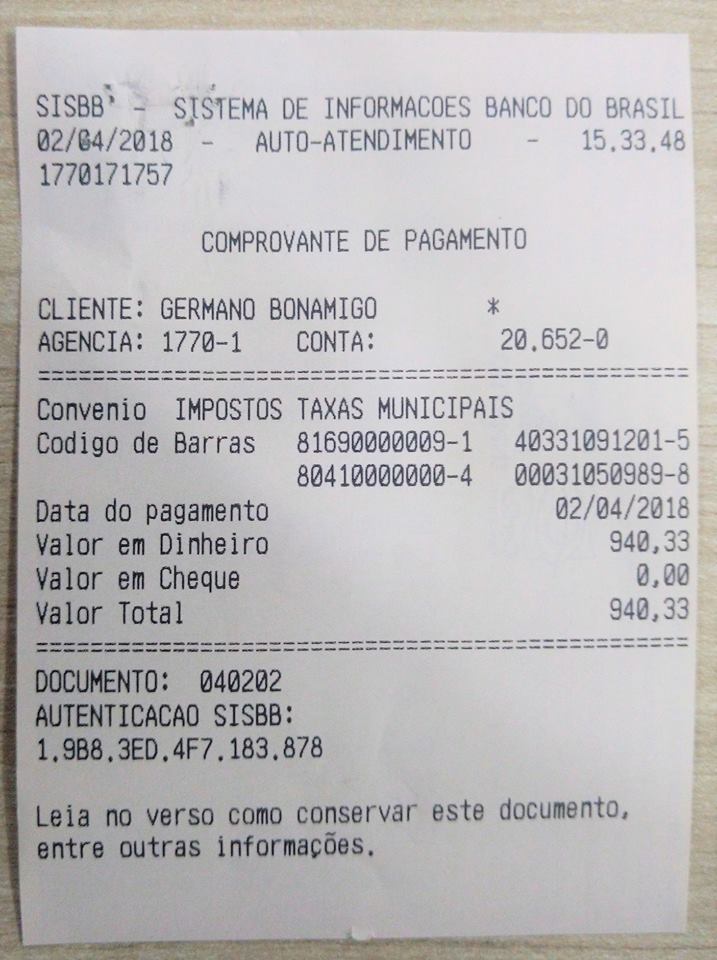 SISBB - SISTEMA DE INFORMACOES BANCO DO BRASIL
02/04/2018 - AUTO-ATENDIMENTO - 15.33.48
1770171757
COMPROVANTE DE PAGAMENTO
CLIENTE: GERMANO BONAMIGO *
AGENCIA: 1770-1 CONTA: 20.652-0
================================================
Convenio IMPOSTOS TAXAS MUNICIPAIS
Codigo de Barras 81690000009-1 40331091201-5
80410000000-4 00031050989-8
Data do pagamento 02/04/2018
Valor em Dinheiro 940,33
Valor em Cheque 0,00
Valor Total 940,33
================================================
DOCUMENTO: 040202
AUTENTICACAO SISBB:
1.9B8.3ED.4F7.183.878
Leia no verso como conservar este documento,
entre outras informações.